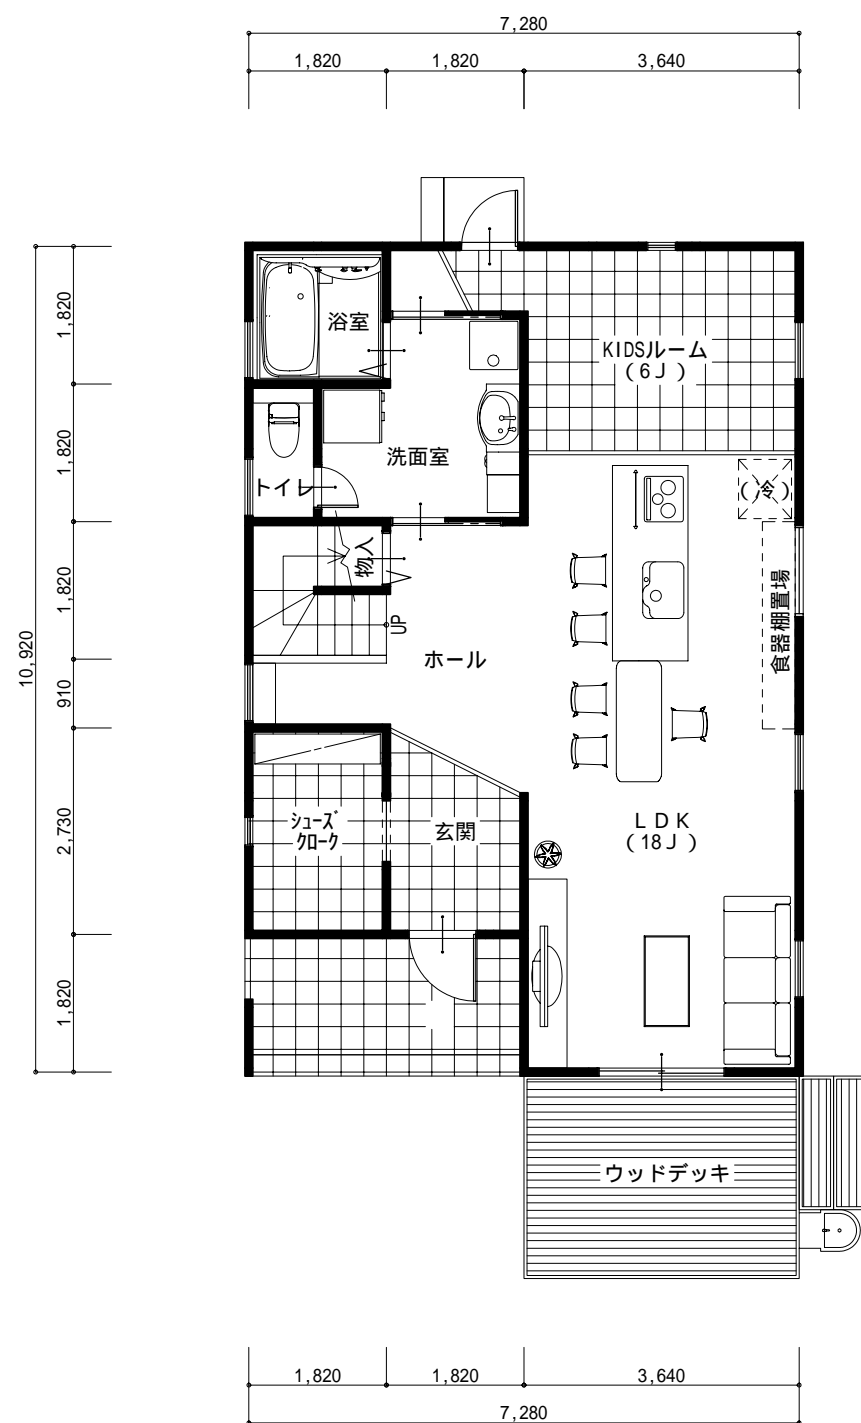 7,280
1,820
1,820
3,640
浴室
KIDSルーム
（6J）
洗面室
トイレ
（冷）
物入
食器棚置場
UP
ホール
ｼｭｰｽﾞ
ｸﾛｰｸ
玄関
LDK
（18J）
ウッドデッキ
1,820
1,820
1,820
910
2,730
1,820
10,920
1,820
1,820
3,640
7,280